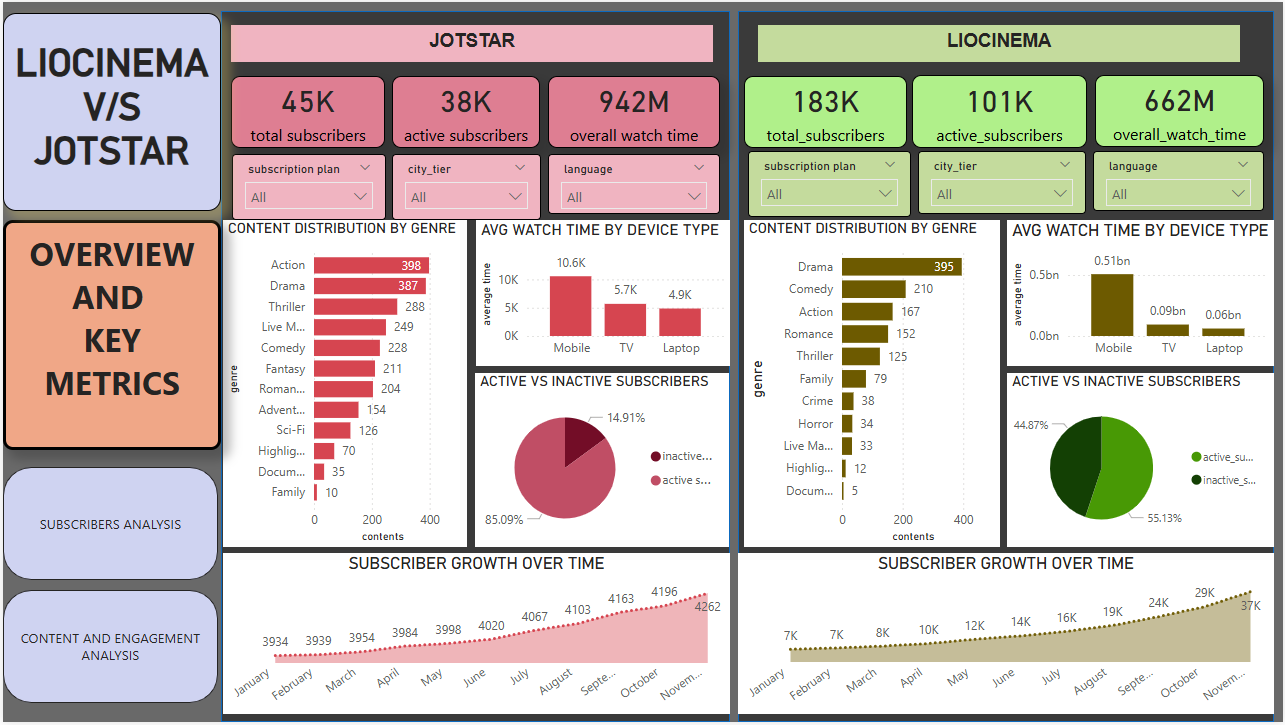 LIOCINEMA
V/S
JOTSTAR
OVERVIEW
AND
KEY
METRICS
SUBSCRIBERS ANALYSIS
CONTENT AND ENGAGEMENT
ANALYSIS
JOTSTAR
45K
total subscribers
38K
active subscribers
942M
overall watch time
subscription plan
All
city_tier
All
language
All
CONTENT DISTRIBUTION BY GENRE
genre
Action 398
Drama 387
Thriller 288
Live M... 249
Comedy 228
Fantasy 211
Roman... 204
Advent... 154
Sci-Fi 126
Highlig... 70
Docum... 35
Family 10
0 200 400
contents
AVG WATCH TIME BY DEVICE TYPE
average time
10K
5K
0K
10.6K
5.7K
4.9K
Mobile TV Laptop
ACTIVE VS INACTIVE SUBSCRIBERS
14.91%
85.09%
inactive...
active s...
SUBSCRIBER GROWTH OVER TIME
3934 3939 3954 3984 3998 4020 4067 4103 4163 4196 4262
January February March April May June July August Septe... October Novem...
LIOCINEMA
183K
total_subscribers
101K
active_subscribers
662M
overall_watch_time
subscription plan
All
city_tier
All
language
All
CONTENT DISTRIBUTION BY GENRE
genre
Drama 395
Comedy 210
Action 167
Romance 152
Thriller 125
Family 79
Crime 38
Horror 34
Live Ma... 33
Highlig... 12
Docum... 5
0 200 400
contents
AVG WATCH TIME BY DEVICE TYPE
average time
0.5bn
0.0bn
0.51bn
0.09bn
0.06bn
Mobile TV Laptop
ACTIVE VS INACTIVE SUBSCRIBERS
44.87%
55.13%
active_su...
inactive_s...
SUBSCRIBER GROWTH OVER TIME
7K 7K 8K 10K 12K 14K 16K 19K 24K 29K 37K
January February March April May June July August Septe... October Novem...